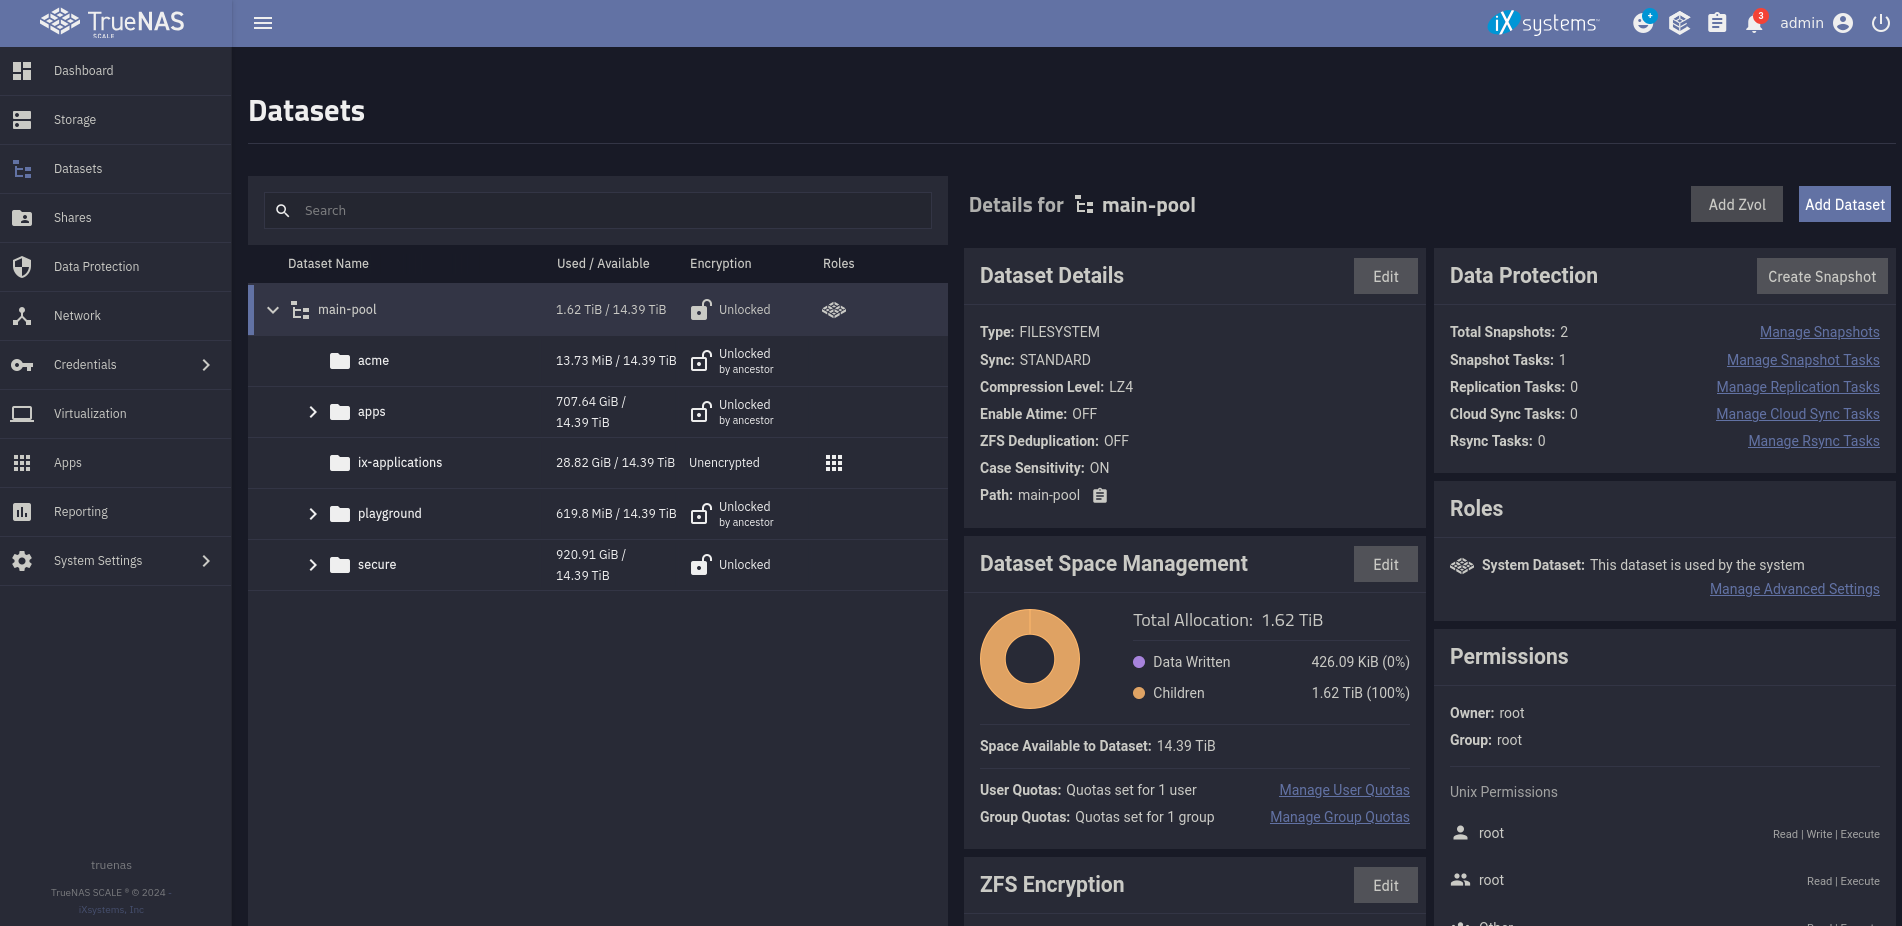 TrueNAS
SCALE
iXsystems
+
3
admin
Dashboard
Storage
Datasets
Shares
Data Protection
Network
Credentials
Virtualization
Apps
Reporting
System Settings
truenas
TrueNAS SCALE ® © 2024 -
iXsystems, Inc
Datasets
Search
Dataset Name Used / Available Encryption Roles
main-pool 1.62 TiB / 14.39 TiB Unlocked
acme 13.73 MiB / 14.39 TiB Unlocked
by ancestor
apps 707.64 GiB / Unlocked
14.39 TiB by ancestor
ix-applications 28.82 GiB / 14.39 TiB Unencrypted
playground 619.8 MiB / 14.39 TiB Unlocked
by ancestor
secure 920.91 GiB / Unlocked
14.39 TiB
Details for main-pool
Add Zvol
Add Dataset
Dataset Details
Edit
Type: FILESYSTEM
Sync: STANDARD
Compression Level: LZ4
Enable Atime: OFF
ZFS Deduplication: OFF
Case Sensitivity: ON
Path: main-pool
Dataset Space Management
Edit
Total Allocation: 1.62 TiB
Data Written 426.09 KiB (0%)
Children 1.62 TiB (100%)
Space Available to Dataset: 14.39 TiB
User Quotas: Quotas set for 1 user Manage User Quotas
Group Quotas: Quotas set for 1 group Manage Group Quotas
ZFS Encryption
Edit
Data Protection
Create Snapshot
Total Snapshots: 2 Manage Snapshots
Snapshot Tasks: 1 Manage Snapshot Tasks
Replication Tasks: 0 Manage Replication Tasks
Cloud Sync Tasks: 0 Manage Cloud Sync Tasks
Rsync Tasks: 0 Manage Rsync Tasks
Roles
System Dataset: This dataset is used by the system
Manage Advanced Settings
Permissions
Owner: root
Group: root
Unix Permissions
root Read | Write | Execute
root Read | Execute